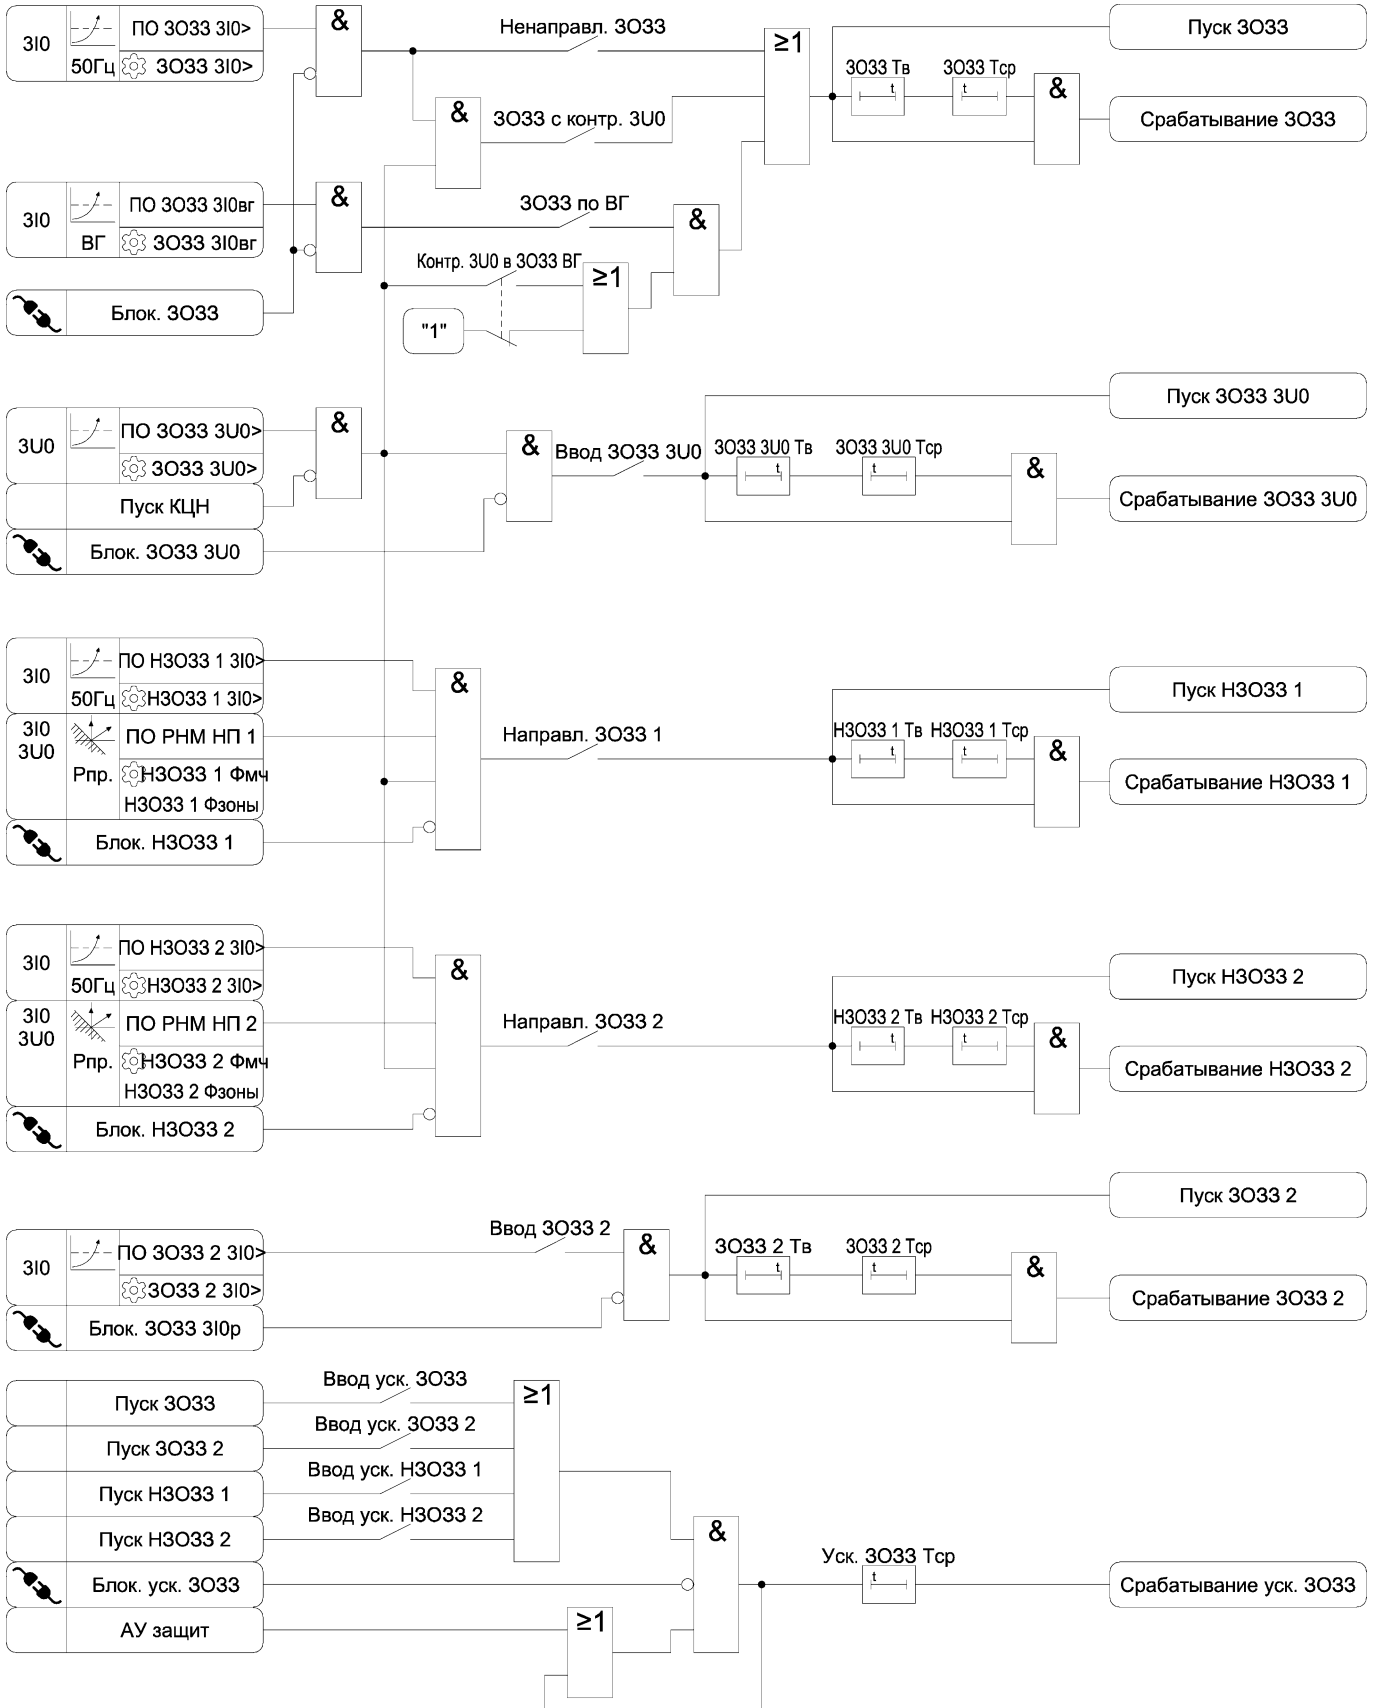 3I0
50Гц
ПО ЗОЗЗ 3I0>
ЗОЗЗ 3I0>
&
Ненаправл. ЗОЗЗ
≥1
Пуск ЗОЗЗ
&
ЗОЗЗ с контр. 3U0
ЗОЗЗ Тв
t
ЗОЗЗ Тср
t
&
Срабатывание ЗОЗЗ
3I0
ВГ
ПО ЗОЗЗ 3I0вг
ЗОЗЗ 3I0вг
&
ЗОЗЗ по ВГ
&
Контр. 3U0 в ЗОЗЗ ВГ
≥1
Блок. ЗОЗЗ
"1"
3U0
ПО ЗОЗЗ 3U0>
ЗОЗЗ 3U0>
Пуск КЦН
Блок. ЗОЗЗ 3U0
&
&
Ввод ЗОЗЗ 3U0
Пуск ЗОЗЗ 3U0
ЗОЗЗ 3U0 Тв
t
ЗОЗЗ 3U0 Тср
t
&
Срабатывание ЗОЗЗ 3U0
3I0
50Гц
ПО НЗОЗЗ 1 3I0>
НЗОЗЗ 1 3I0>
3I0
3U0
Рпр.
ПО РНМ НП 1
НЗОЗЗ 1 Фмч
НЗОЗЗ 1 Фзоны
Блок. НЗОЗЗ 1
&
Направл. ЗОЗЗ 1
Пуск НЗОЗЗ 1
НЗОЗЗ 1 Тв
t
НЗОЗЗ 1 Тср
t
&
Срабатывание НЗОЗЗ 1
3I0
50Гц
ПО НЗОЗЗ 2 3I0>
НЗОЗЗ 2 3I0>
3I0
3U0
Рпр.
ПО РНМ НП 2
НЗОЗЗ 2 Фмч
НЗОЗЗ 2 Фзоны
Блок. НЗОЗЗ 2
&
Направл. ЗОЗЗ 2
Пуск НЗОЗЗ 2
НЗОЗЗ 2 Тв
t
НЗОЗЗ 2 Тср
t
&
Срабатывание НЗОЗЗ 2
3I0
ПО ЗОЗЗ 2 3I0>
ЗОЗЗ 2 3I0>
Блок. ЗОЗЗ 3I0р
Ввод ЗОЗЗ 2
&
Пуск ЗОЗЗ 2
ЗОЗЗ 2 Тв
t
ЗОЗЗ 2 Тср
t
&
Срабатывание ЗОЗЗ 2
Пуск ЗОЗЗ
Ввод уск. ЗОЗЗ
≥1
Пуск ЗОЗЗ 2
Ввод уск. ЗОЗЗ 2
Пуск НЗОЗЗ 1
Ввод уск. НЗОЗЗ 1
Пуск НЗОЗЗ 2
Ввод уск. НЗОЗЗ 2
&
Блок. уск. ЗОЗЗ
Уск. ЗОЗЗ Тср
t
Срабатывание уск. ЗОЗЗ
АУ защит
≥1